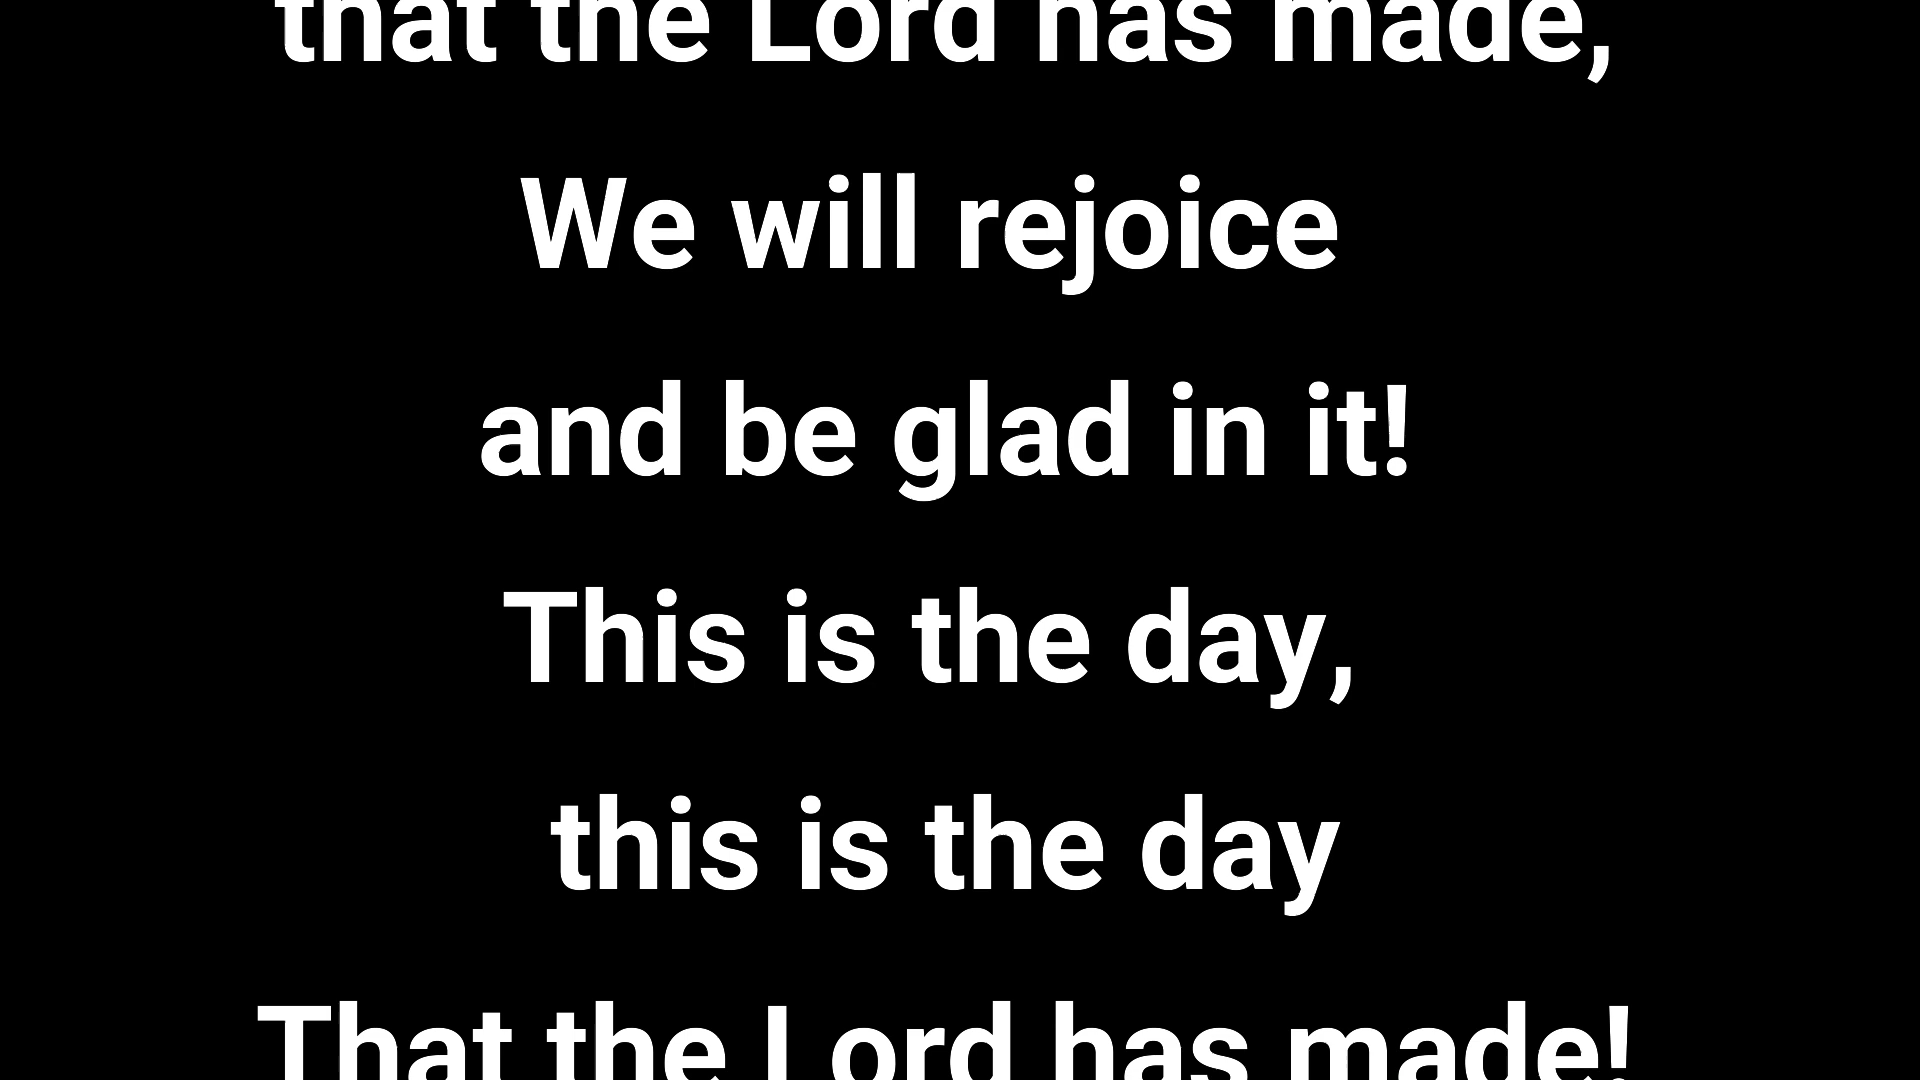 that the Lord has made,
We will rejoice
and be glad in it!
This is the day,
this is the day
That the Lord has made!